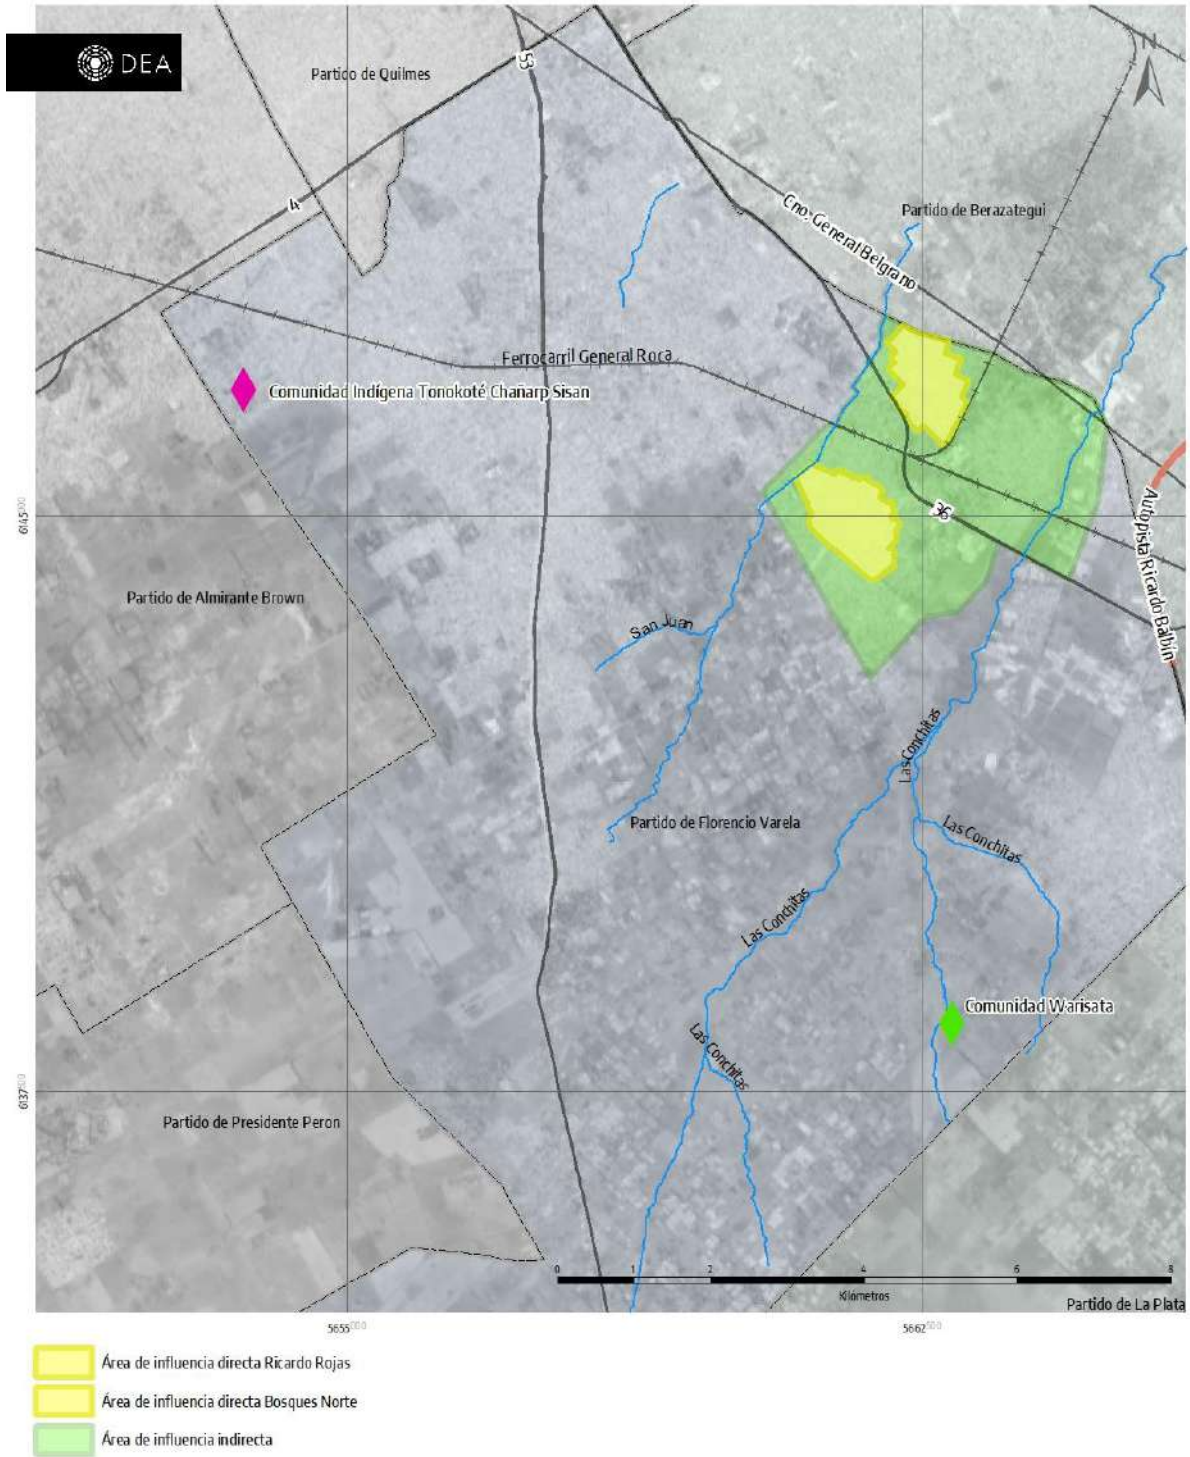 DEA
Partido de Quilmes
53
N
4
Cno. General Belgrano
Partido de Berazategui
Ferrocarril General Roca
Comunidad Indígena Tonokoté Chañarp Sisan
36
Autopista Ricardo Balbín
6145000
Partido de Almirante Brown
San Juan
Las Conchitas
Partido de Florencio Varela
Las Conchitas
Las Conchitas
Comunidad Warisata
Las Conchitas
Partido de Presidente Peron
0 1 2 4 6 8
Kilómetros
Partido de La Plata
5655000
5662500
Área de influencia directa Ricardo Rojas
Área de influencia directa Bosques Norte
Área de influencia indirecta